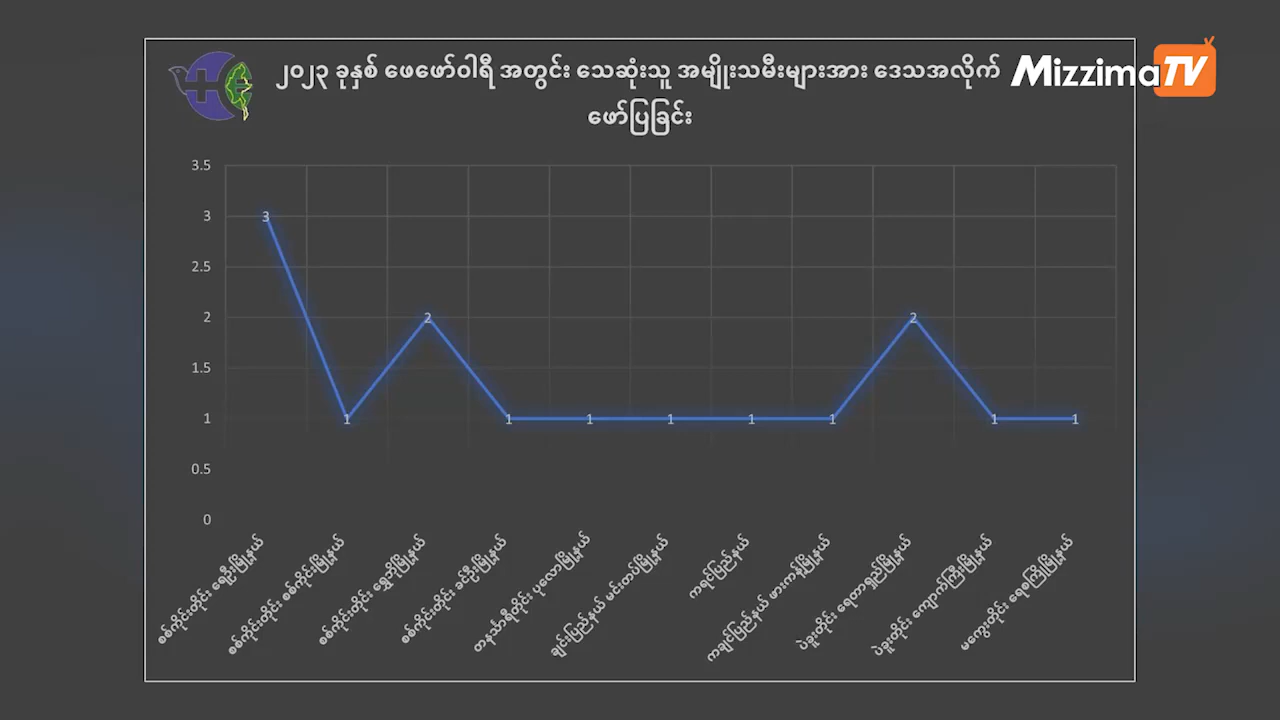 ၂၀၂၃ ခုနှစ် ဖေဖော်ဝါရီ အတွင်း သေဆုံးသူ အမျိုးသမီးများအား ဒေသအလိုက်
ဖော်ပြခြင်း
MizzimaTV
3.5
3
2.5
2
1.5
1
0.5
0
3
1
2
1
1
1
1
1
2
1
1
စစ်ကိုင်းတိုင်း ရေဦးမြို့နယ်
စစ်ကိုင်းတိုင်း စစ်ကိုင်းမြို့နယ်
စစ်ကိုင်းတိုင်း ရွှေဘိုမြို့နယ်
စစ်ကိုင်းတိုင်း ခင်ဦးမြို့နယ်
တနင်္သာရီတိုင်း ပုလောမြို့နယ်
ချင်းပြည်နယ် မင်းတပ်မြို့နယ်
ကရင်ပြည်နယ်
ကချင်ပြည်နယ် ဖားကန့်မြို့နယ်
ပဲခူးတိုင်း ရေတာရှည်မြို့နယ်
ပဲခူးတိုင်း ကျောက်ကြီးမြို့နယ်
မကွေးတိုင်း ရေစကြိုမြို့နယ်